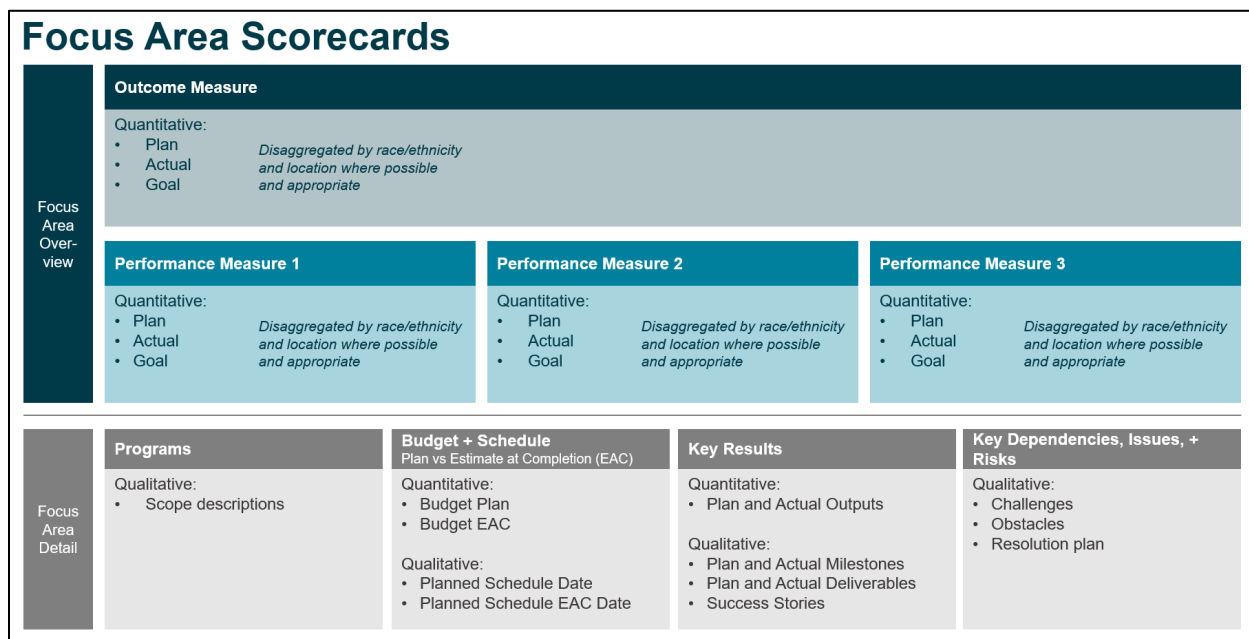 Focus Area Scorecards
Focus
Area
Over-
view
Outcome Measure
Quantitative:
• Plan
• Actual
• Goal
Disaggregated by race/ethnicity
and location where possible
and appropriate
Performance Measure 1
Quantitative:
• Plan
• Actual
• Goal
Disaggregated by race/ethnicity
and location where possible
and appropriate
Performance Measure 2
Quantitative:
• Plan
• Actual
• Goal
Disaggregated by race/ethnicity
and location where possible
and appropriate
Performance Measure 3
Quantitative:
• Plan
• Actual
• Goal
Disaggregated by race/ethnicity
and location where possible
and appropriate
Focus
Area
Detail
Programs
Qualitative:
• Scope descriptions
Budget + Schedule
Plan vs Estimate at Completion (EAC)
Quantitative:
• Budget Plan
• Budget EAC
Qualitative:
• Planned Schedule Date
• Planned Schedule EAC Date
Key Results
Quantitative:
• Plan and Actual Outputs
Qualitative:
• Plan and Actual Milestones
• Plan and Actual Deliverables
• Success Stories
Key Dependencies, Issues, +
Risks
Qualitative:
• Challenges
• Obstacles
• Resolution plan